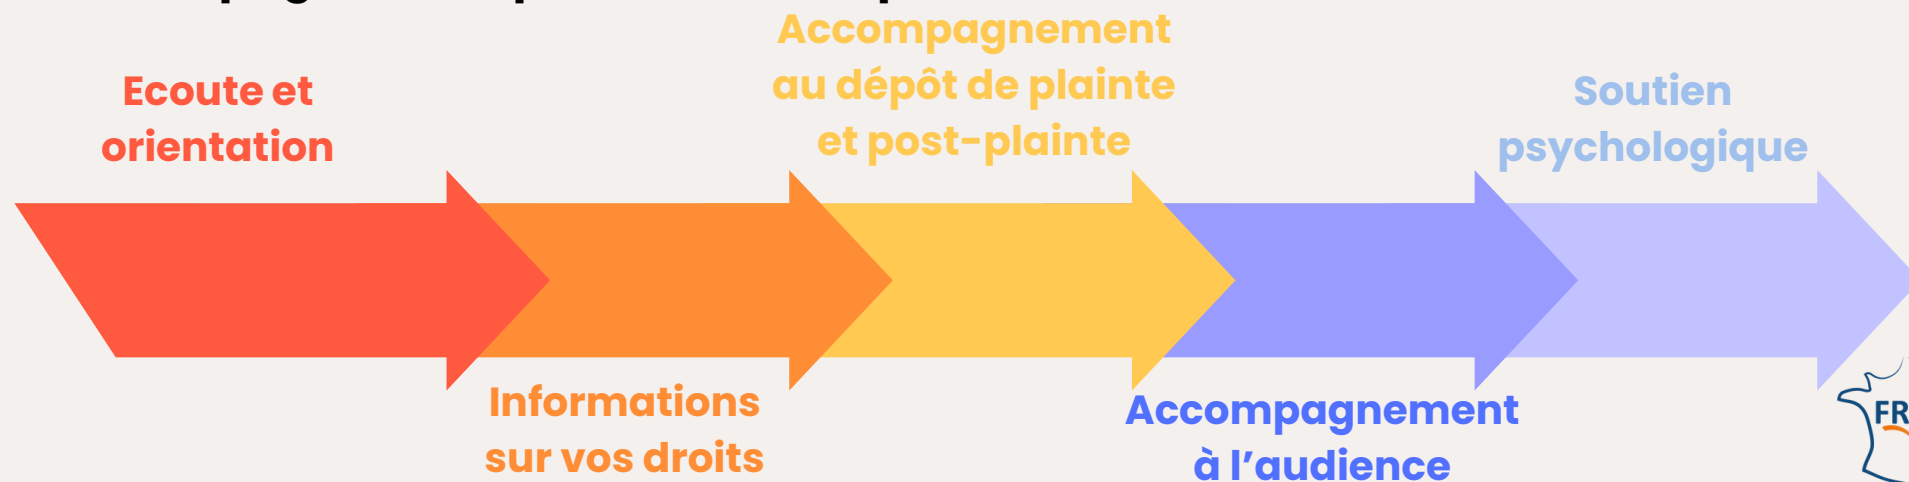 Ecoute et
orientation
Informations
sur vos droits
Accompagnement
au dépôt de plainte
et post-plainte
Accompagnement
à l’audience
Soutien
psychologique
FR